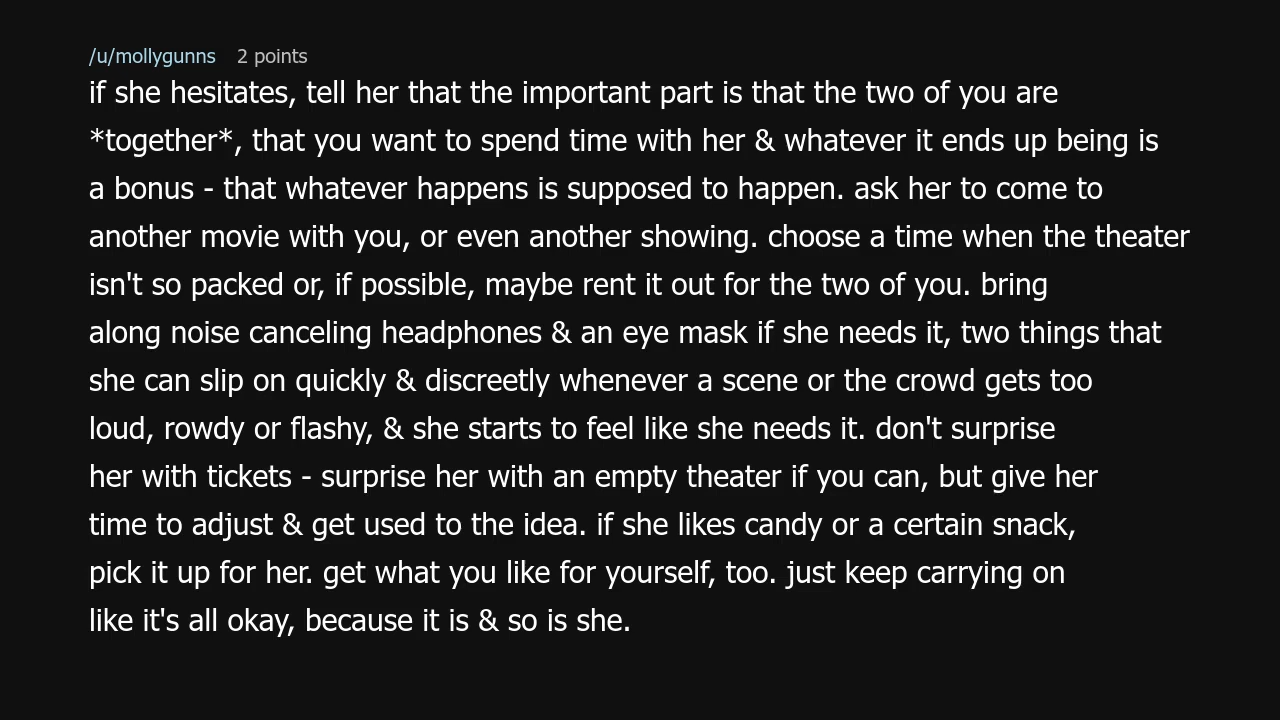 /u/mollygunns 2 points
if she hesitates, tell her that the important part is that the two of you are
*together*, that you want to spend time with her & whatever it ends up being is
a bonus - that whatever happens is supposed to happen. ask her to come to
another movie with you, or even another showing. choose a time when the theater
isn't so packed or, if possible, maybe rent it out for the two of you. bring
along noise canceling headphones & an eye mask if she needs it, two things that
she can slip on quickly & discreetly whenever a scene or the crowd gets too
loud, rowdy or flashy, & she starts to feel like she needs it. don't surprise
her with tickets - surprise her with an empty theater if you can, but give her
time to adjust & get used to the idea. if she likes candy or a certain snack,
pick it up for her. get what you like for yourself, too. just keep carrying on
like it's all okay, because it is & so is she.